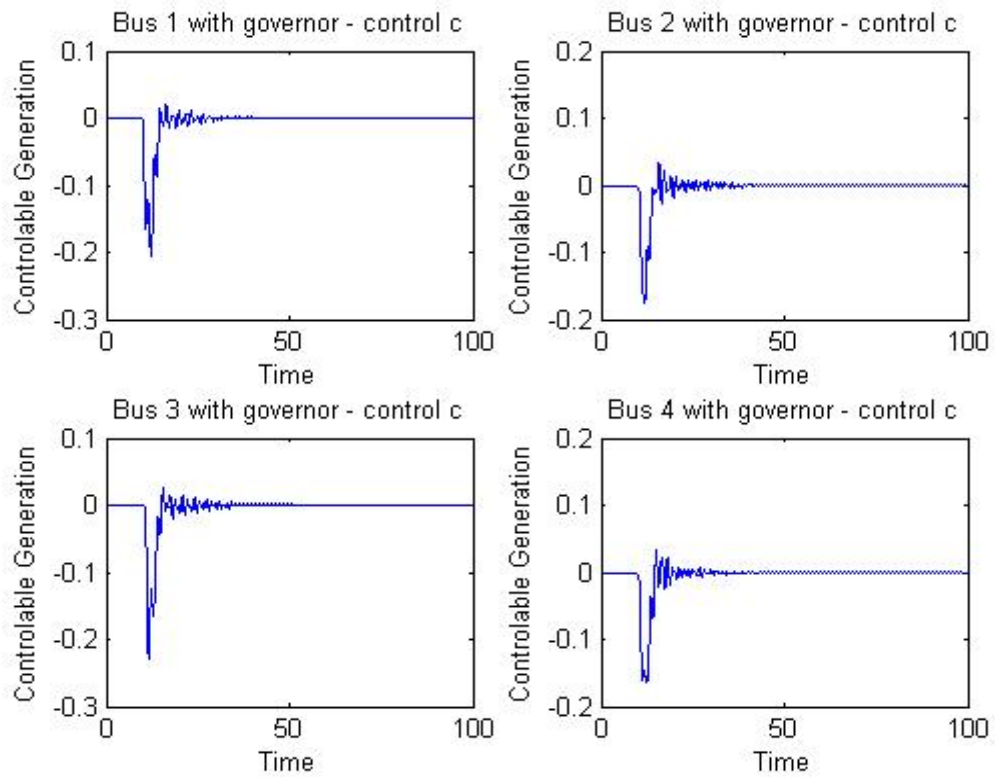 Bus 1 with governor - control c
Controlable Generation
0.1
0
-0.1
-0.2
-0.3
0
50
100
Time
Bus 2 with governor - control c
Controlable Generation
0.2
0.1
0
-0.1
-0.2
0
50
100
Time
Bus 3 with governor - control c
Controlable Generation
0.1
0
-0.1
-0.2
-0.3
0
50
100
Time
Bus 4 with governor - control c
Controlable Generation
0.2
0.1
0
-0.1
-0.2
0
50
100
Time